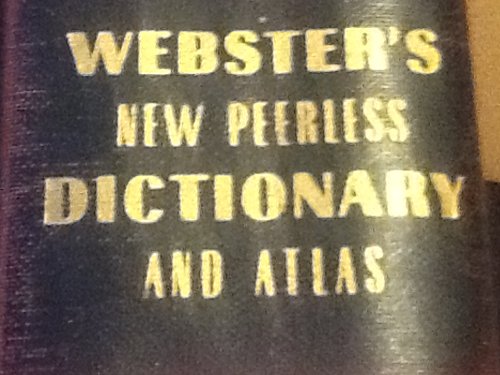 WEBSTER'S
NEW PEERLESS
DICTIONARY
AND ATLAS